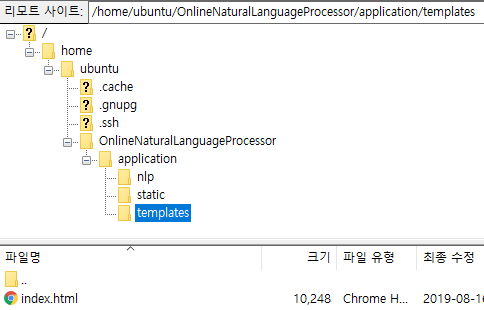 리모트 사이트: /home/ubuntu/OnlineNaturalLanguageProcessor/application/templates
/
home
ubuntu
.cache
.gnupg
.ssh
OnlineNaturalLanguageProcessor
application
nlp
static
templates
파일명 크기 파일 유형 최종 수정
..
index.html 10,248 Chrome H... 2019-08-16